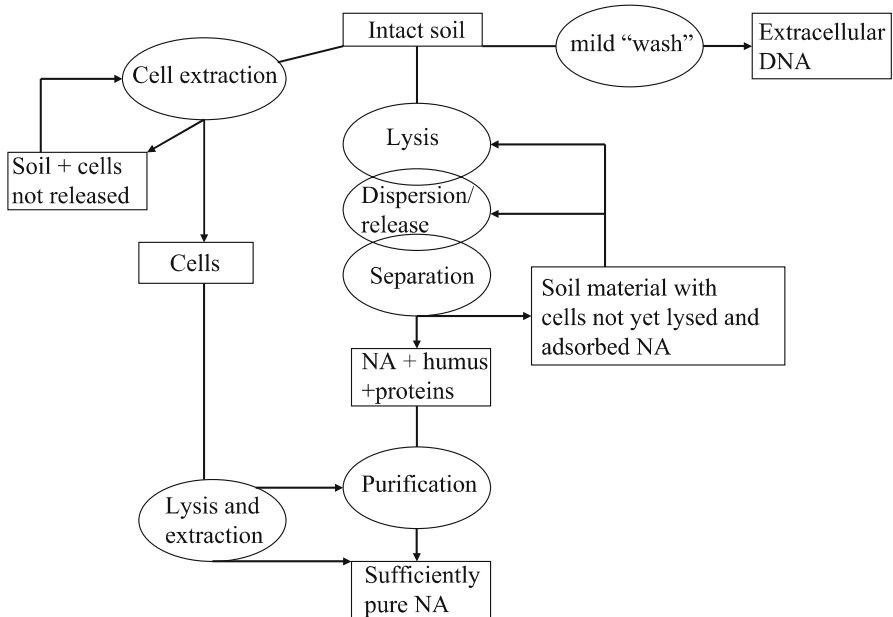 Intact soil
mild “wash”
Extracellular
DNA
Cell extraction
Lysis
Soil + cells
not released
Dispersion/
release
Cells
Separation
Soil material with
cells not yet lysed and
adsorbed NA
NA + humus
+proteins
Purification
Lysis and
extraction
Sufficiently
pure NA